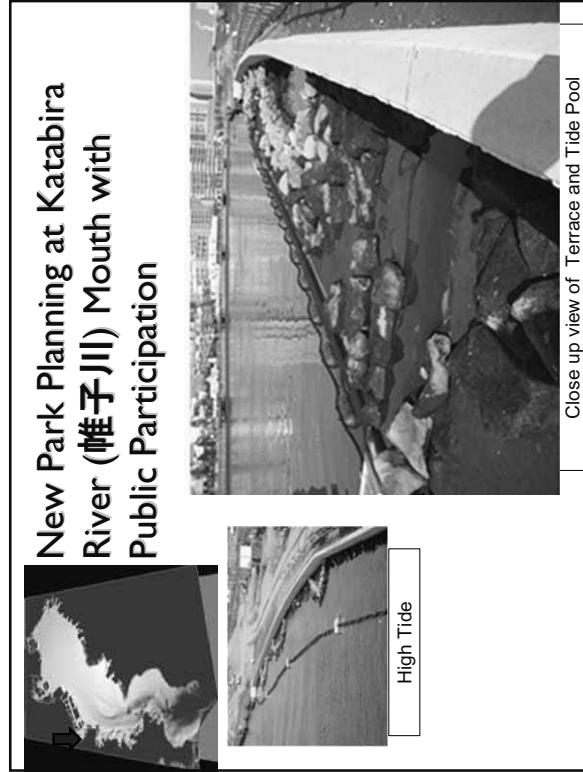 New Park Planning at Katabira
River (帷子川) Mouth with
Public Participation
High Tide
Close up view of Terrace and Tide Pool